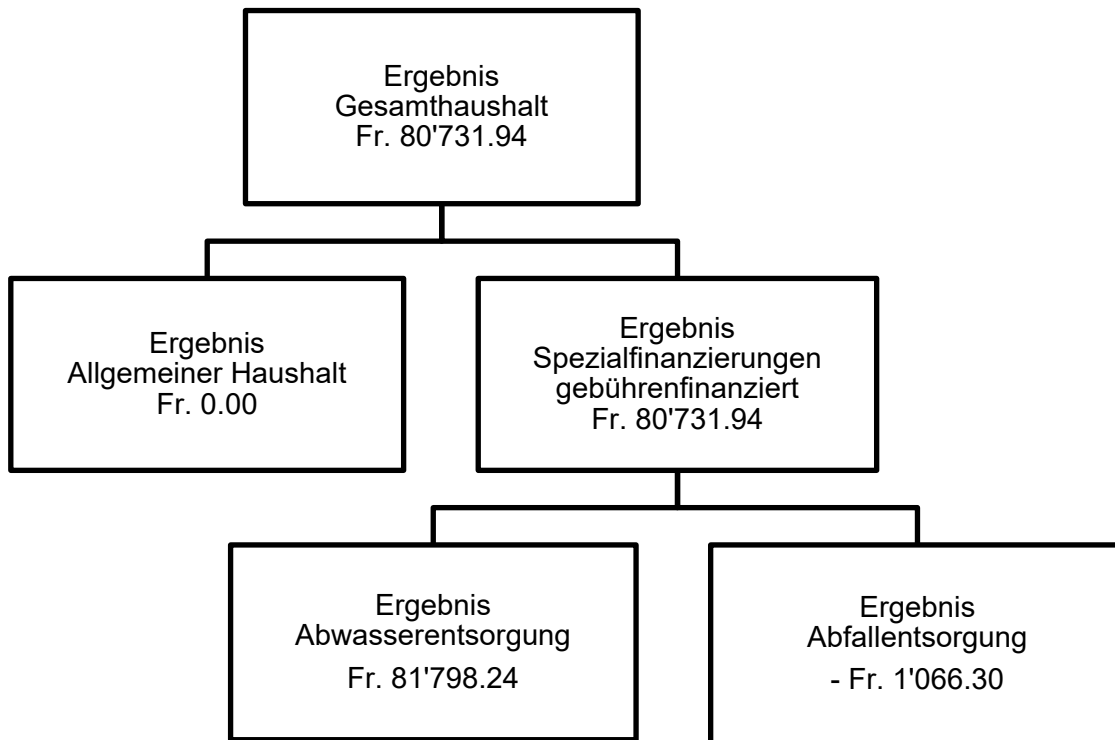 Ergebnis
Gesamthaushalt
Fr. 80'731.94
Ergebnis
Allgemeiner Haushalt
Fr. 0.00
Ergebnis
Spezialfinanzierungen
gebührenfinanziert
Fr. 80'731.94
Ergebnis
Abwasserentsorgung
Fr. 81'798.24
Ergebnis
Abfallentsorgung
- Fr. 1'066.30